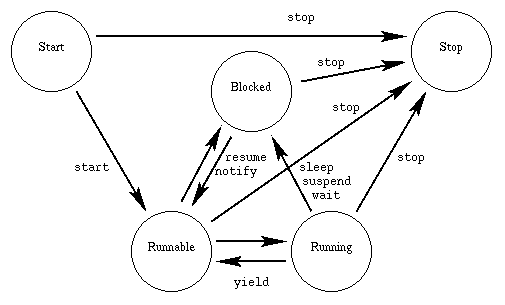 stop
Start
Stop
stop
Blocked
stop
resume
notify
start
sleep
suspend
wait
stop
Runnable
Running
yield